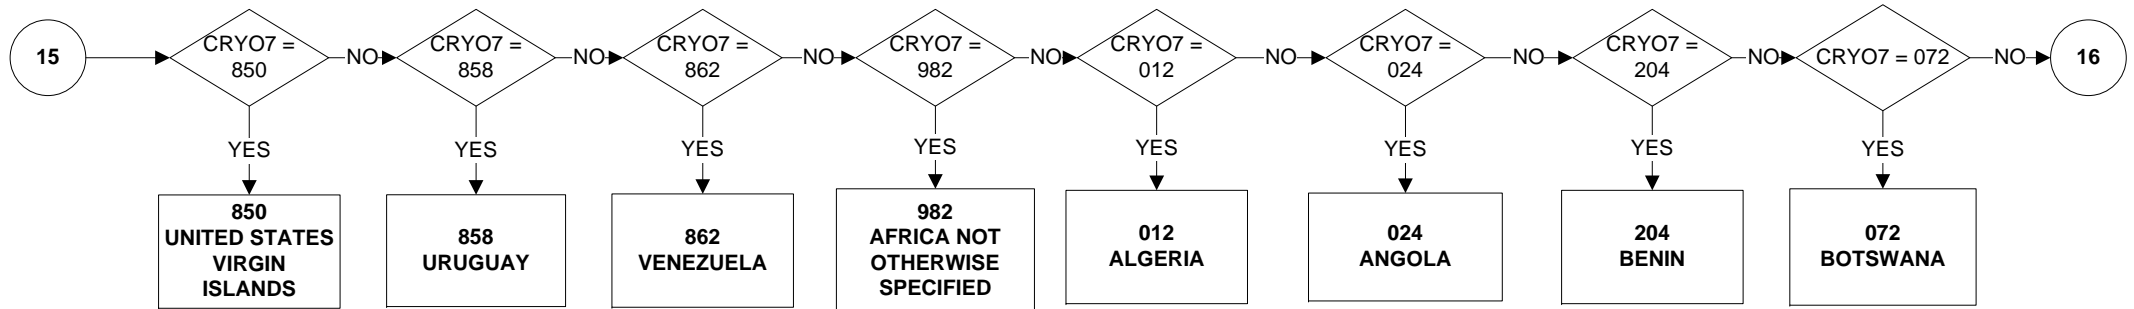 15
CRYO7 =
850
NO
CRYO7 =
858
NO
CRYO7 =
862
NO
CRYO7 =
982
NO
CRYO7 =
012
NO
CRYO7 =
024
NO
CRYO7 =
204
NO
CRYO7 = 072
NO
16
YES
YES
YES
YES
YES
YES
YES
YES
850
UNITED STATES
VIRGIN
ISLANDS
858
URUGUAY
862
VENEZUELA
982
AFRICA NOT
OTHERWISE
SPECIFIED
012
ALGERIA
024
ANGOLA
204
BENIN
072
BOTSWANA